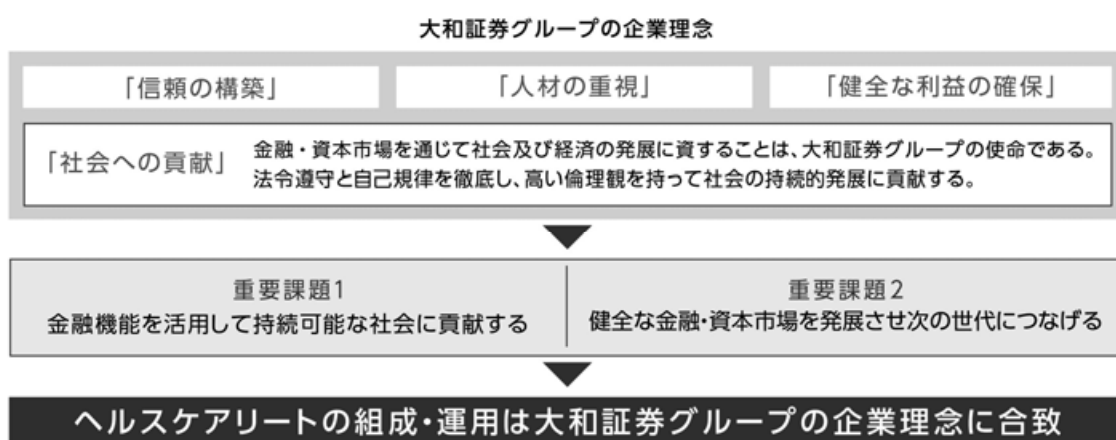 大和証券グループの企業理念
「信頼の構築」 「人材の重視」 「健全な利益の確保」
「社会への貢献」
金融・資本市場を通じて社会及び経済の発展に資することは、大和証券グループの使命である。
法令遵守と自己規律を徹底し、高い倫理観を持って社会の持続的発展に貢献する。
重要課題1
金融機能を活用して持続可能な社会に貢献する
重要課題2
健全な金融・資本市場を発展させ次の世代につなげる
ヘルスケアリートの組成・運用は大和証券グループの企業理念に合致